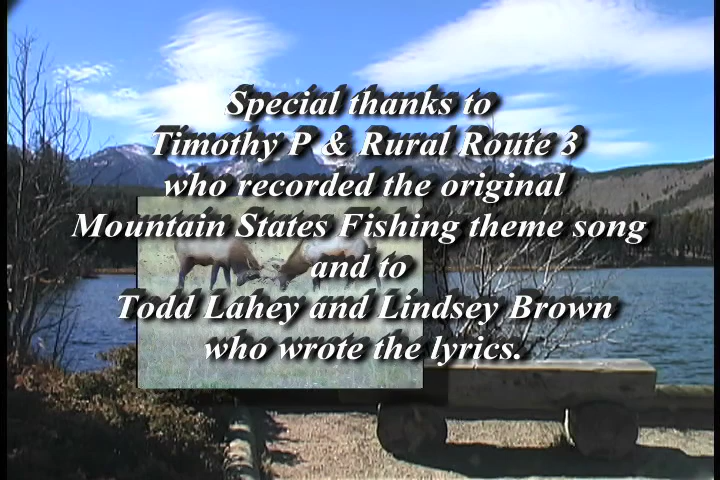 Special thanks to
Timothy P & Rural Route 3
who recorded the original
Mountain States Fishing theme song
and to
Todd Lahey and Lindsey Brown
who wrote the lyrics.